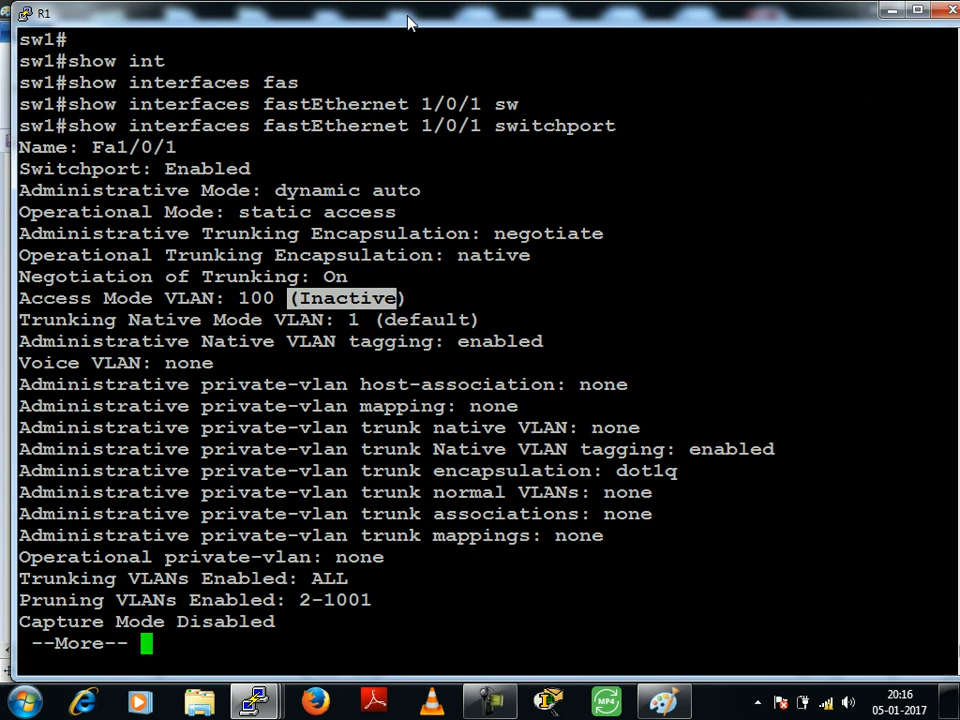 R1
sw1#
sw1#show int
sw1#show interfaces fas
sw1#show interfaces fastEthernet 1/0/1 sw
sw1#show interfaces fastEthernet 1/0/1 switchport
Name: Fa1/0/1
Switchport: Enabled
Administrative Mode: dynamic auto
Operational Mode: static access
Administrative Trunking Encapsulation: negotiate
Operational Trunking Encapsulation: native
Negotiation of Trunking: On
Access Mode VLAN: 100 (Inactive)
Trunking Native Mode VLAN: 1 (default)
Administrative Native VLAN tagging: enabled
Voice VLAN: none
Administrative private-vlan host-association: none
Administrative private-vlan mapping: none
Administrative private-vlan trunk native VLAN: none
Administrative private-vlan trunk Native VLAN tagging: enabled
Administrative private-vlan trunk encapsulation: dot1q
Administrative private-vlan trunk normal VLANs: none
Administrative private-vlan trunk associations: none
Administrative private-vlan trunk mappings: none
Operational private-vlan: none
Trunking VLANs Enabled: ALL
Pruning VLANs Enabled: 2-1001
Capture Mode Disabled
--More--
MP4
20:16
05-01-2017